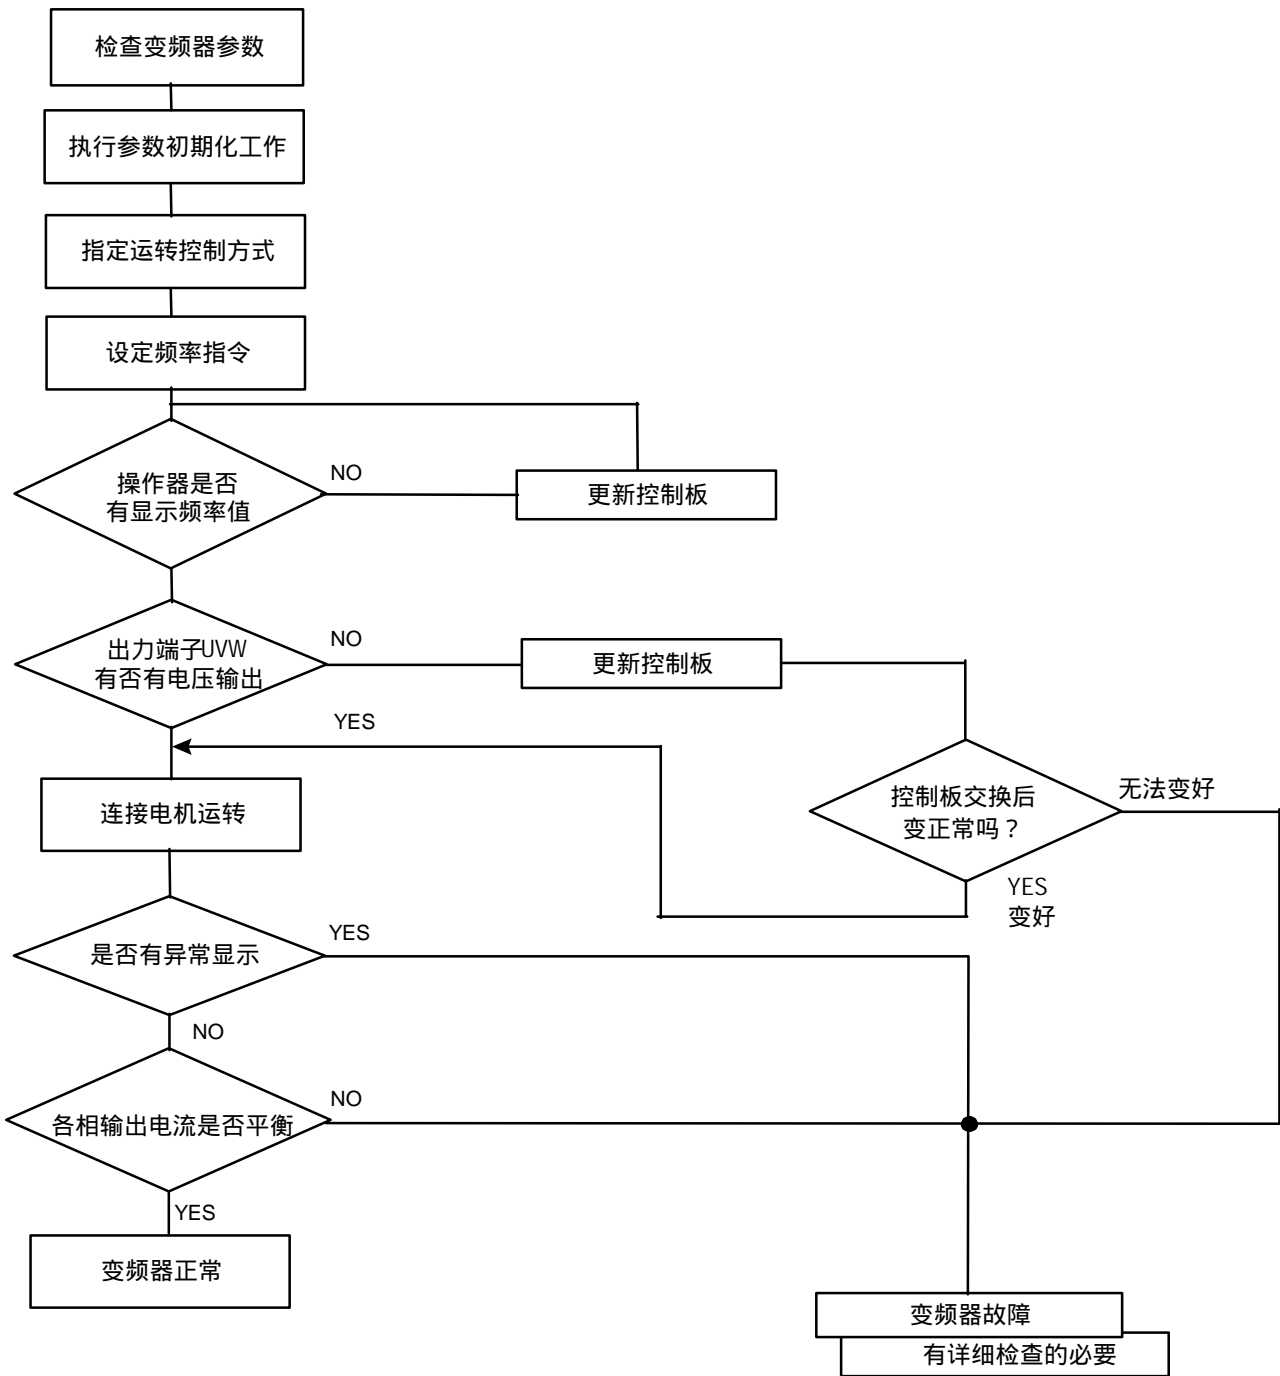 检查变频器参数
执行参数初期化工作
指定运转控制方式
设定频率指令
操作器是否
有显示频率值
NO
更新控制板
出力端子UVW
有否有电压输出
NO
更新控制板
YES
连接电机运转
控制板交换后
变正常吗？
无法变好
YES
变好
是否有异常显示
YES
NO
各相输出电流是否平衡
NO
YES
变频器正常
变频器故障
有详细检查的必要